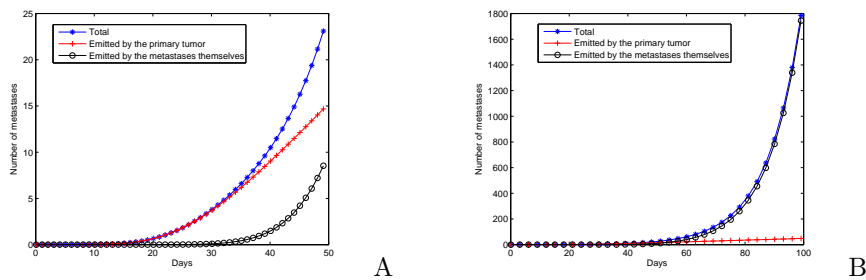 25
20
15
10
5
0
Number of metastases
0 10 20 30 40 50
Days
Total
Emitted by the primary tumor
Emitted by the metastases themselves
A
1800
1600
1400
1200
1000
800
600
400
200
0
Number of metastases
0 20 40 60 80 100
Days
Total
Emitted by the primary tumor
Emitted by the metastases themselves
B